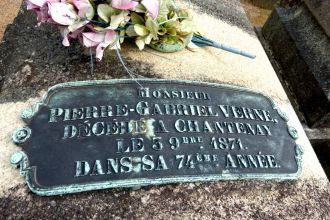 MONSIEUR
PIERRE-GABRIEL VERNE,
DÉCÉDÉ À CHANTENAY
LE 3 9BRE 1871.
DANS SA 74ÈME ANNÉE.